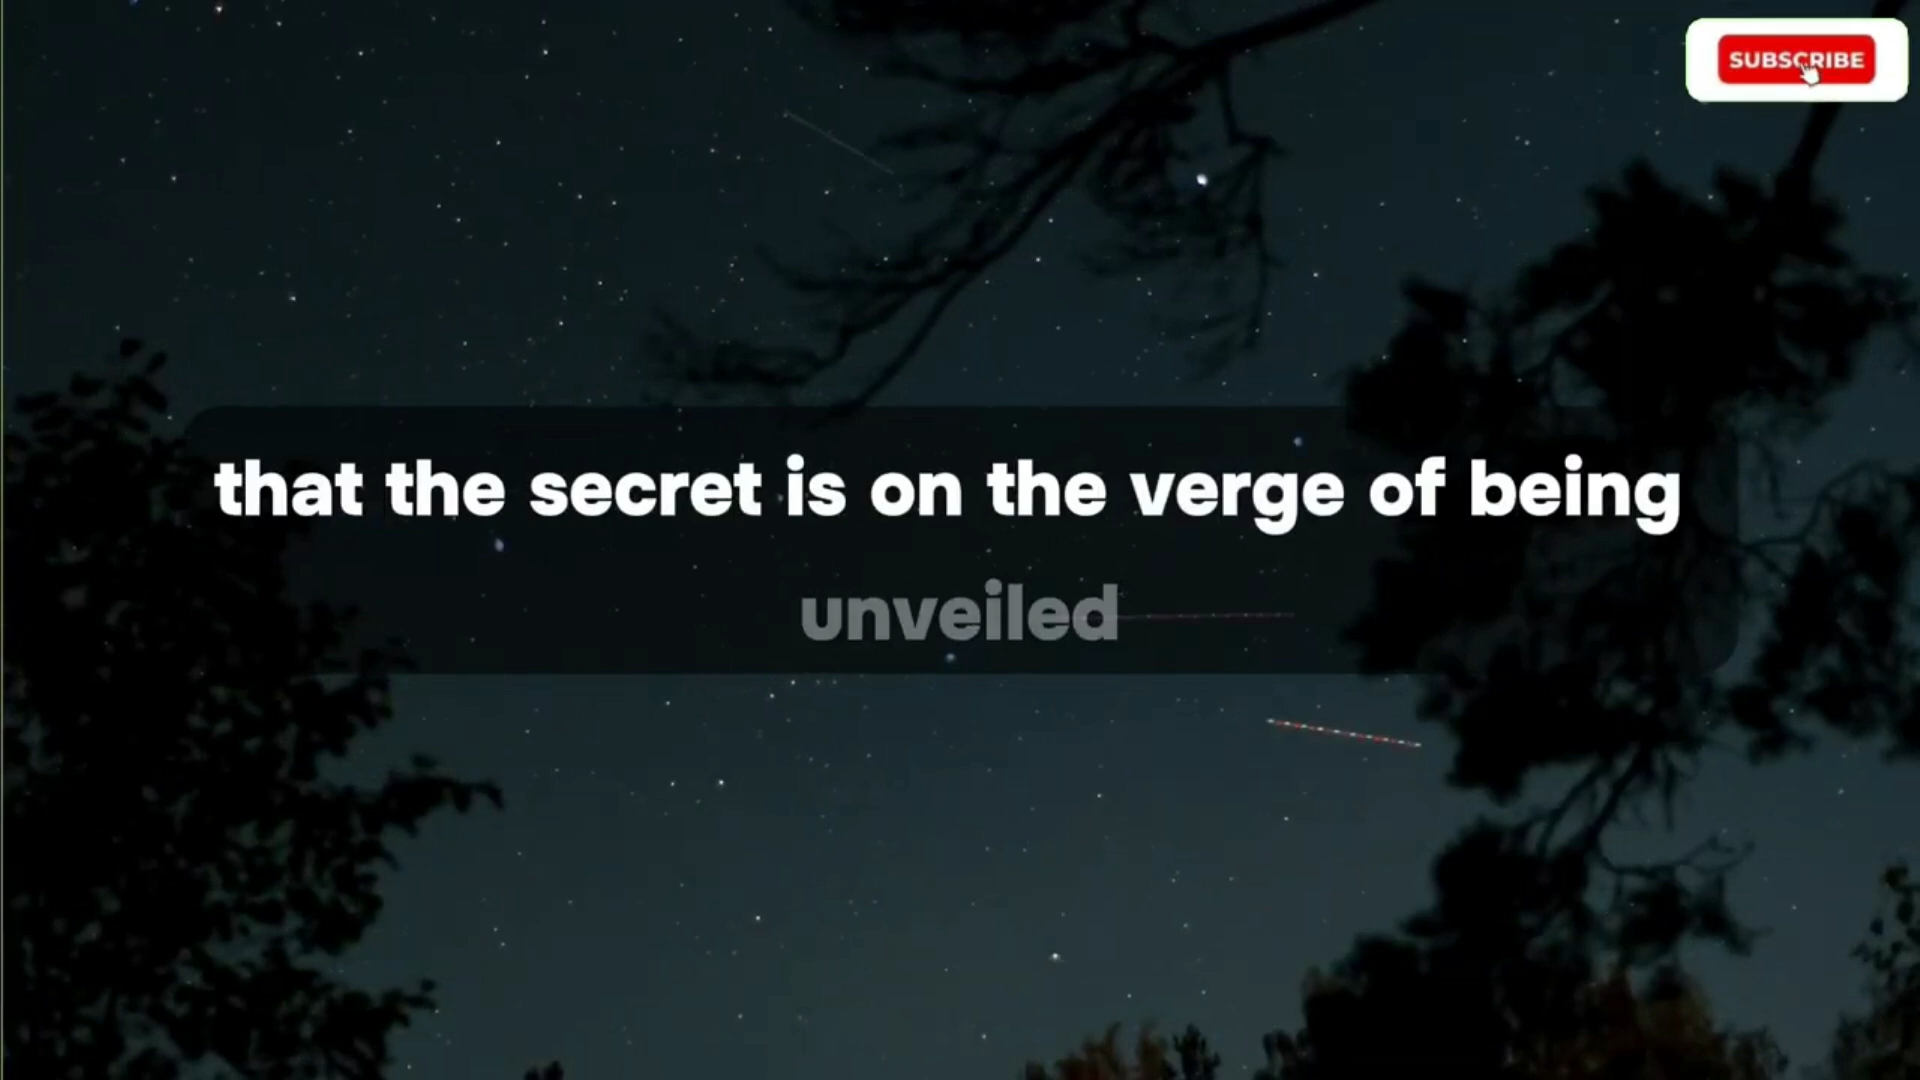 SUBSCRIBE
that the secret is on the verge of being
unveiled